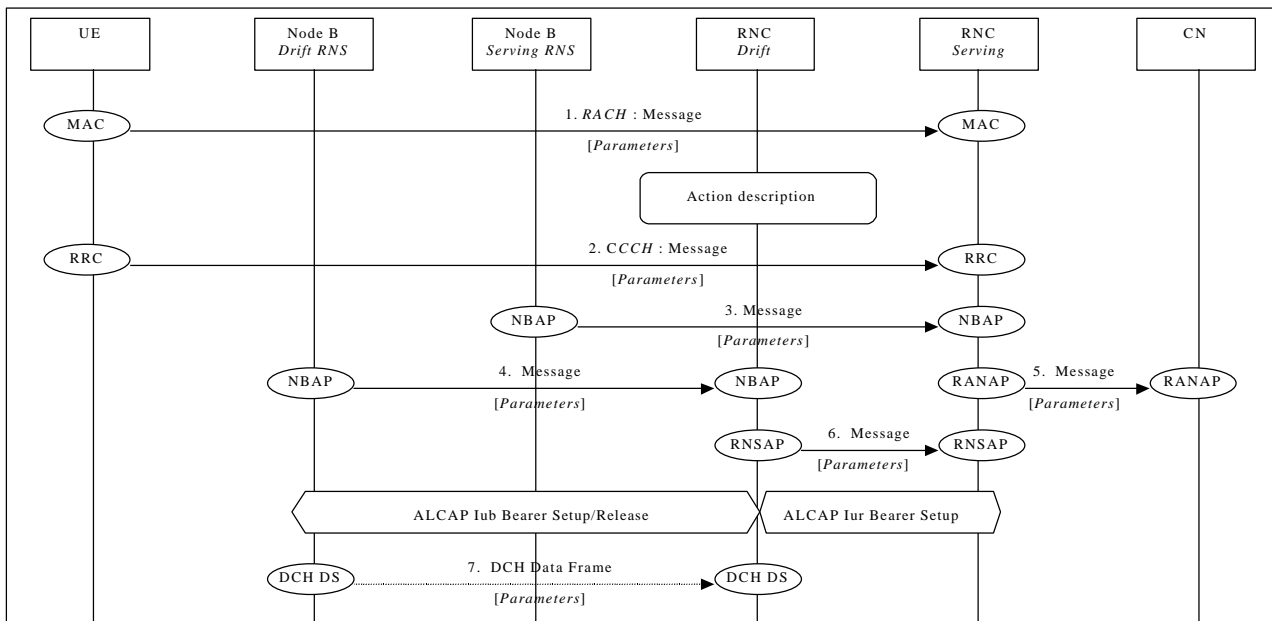 UE
Node B
Drift RNS
Node B
Serving RNS
RNC
Drift
RNC
Serving
CN
MAC
1. RACH : Message
[Parameters]
MAC
Action description
RRC
2. CCCH : Message
[Parameters]
RRC
NBAP
3. Message
[Parameters]
NBAP
NBAP
4. Message
[Parameters]
NBAP
RANAP
5. Message
[Parameters]
RANAP
RNSAP
6. Message
[Parameters]
RNSAP
ALCAP Iub Bearer Setup/Release
ALCAP Iur Bearer Setup
DCH DS
7. DCH Data Frame
[Parameters]
DCH DS